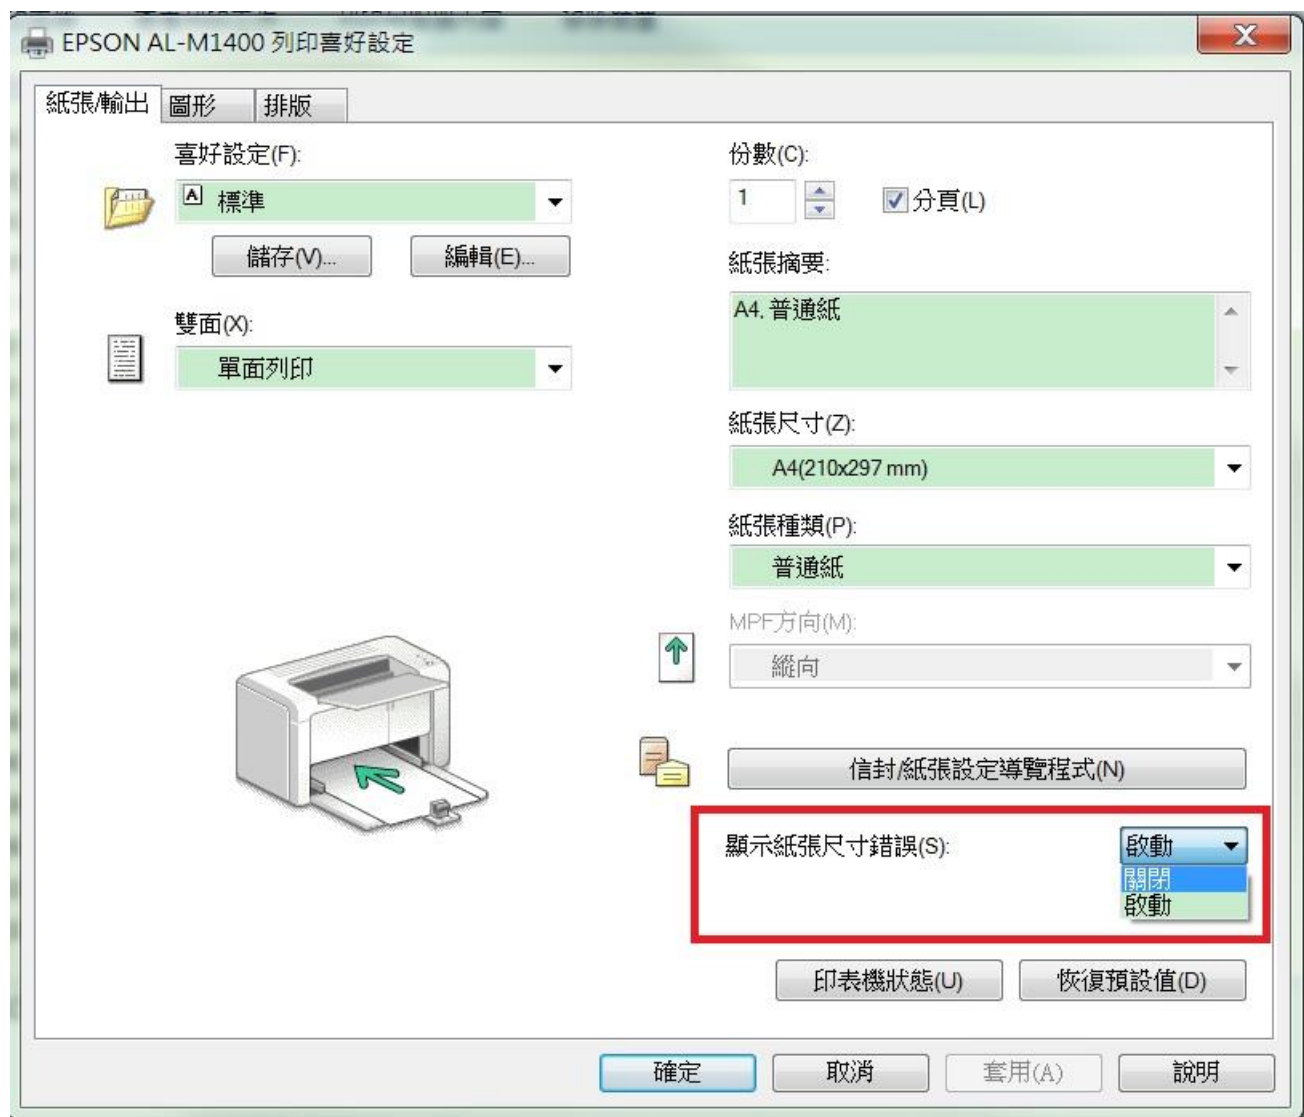 EPSON AL-M1400 列印喜好設定
X
紙張/輸出 圖形 排版
喜好設定(F):
A 標準
儲存(V)... 編輯(E)...
雙面(X):
單面列印
份數(C):
1 分頁(L)
紙張摘要:
A4, 普通紙
紙張尺寸(Z):
A4(210x297 mm)
紙張種類(P):
普通紙
MPF方向(M):
縱向
信封/紙張設定導覽程式(N)
顯示紙張尺寸錯誤(S): 啟動
關閉
啟動
印表機狀態(U) 恢復預設值(D)
確定 取消 套用(A) 說明